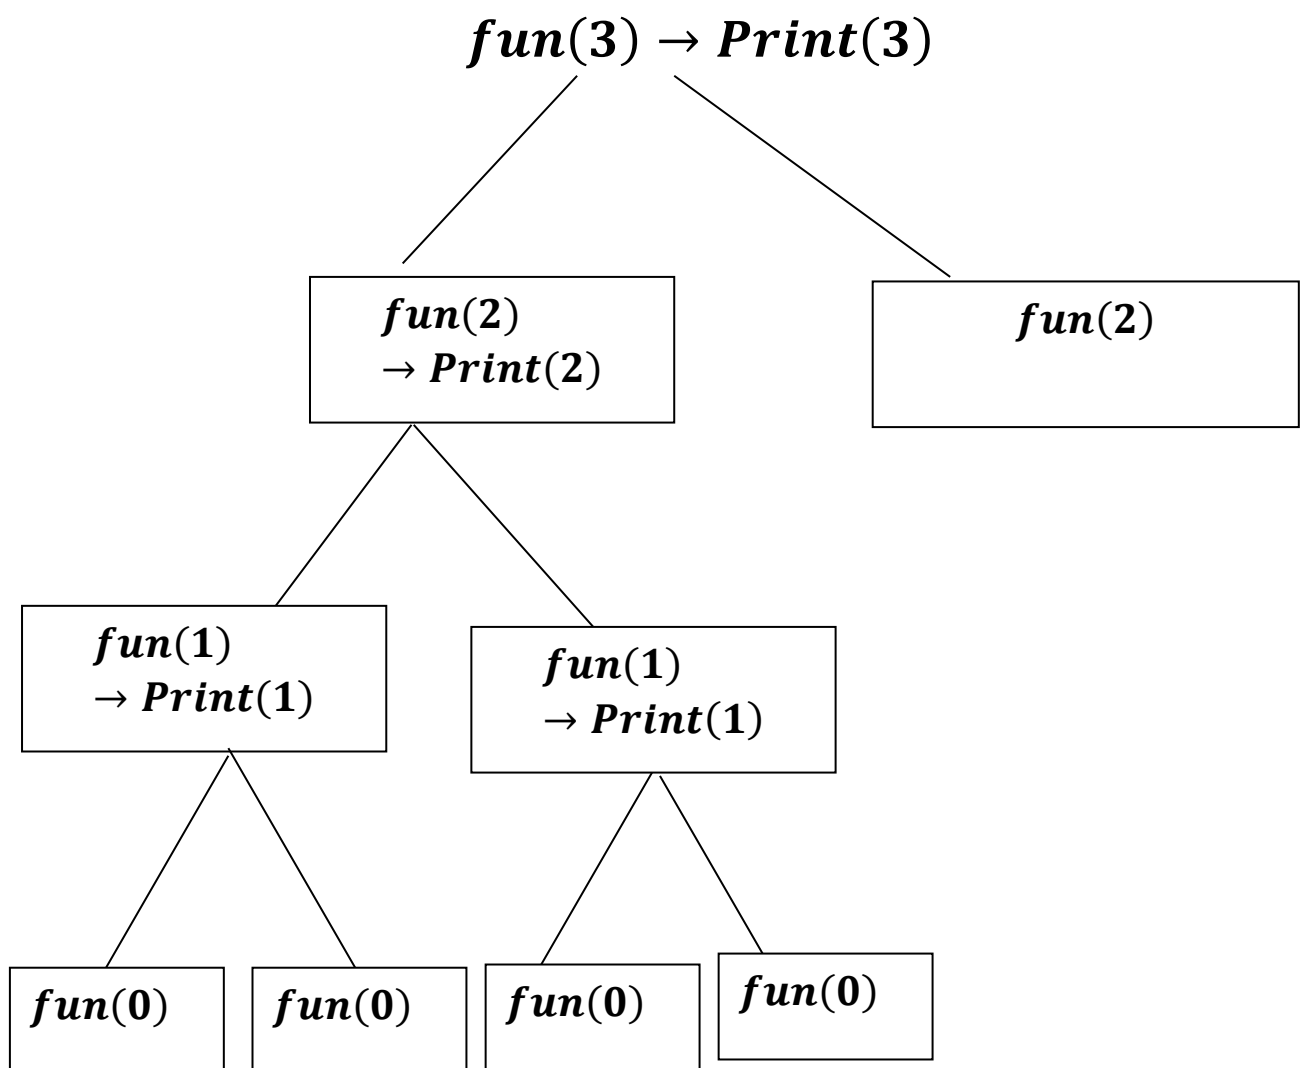 fun(3) → Print(3)
fun(2)
→ Print(2)
fun(2)
fun(1)
→ Print(1)
fun(1)
→ Print(1)
fun(0)
fun(0)
fun(0)
fun(0)